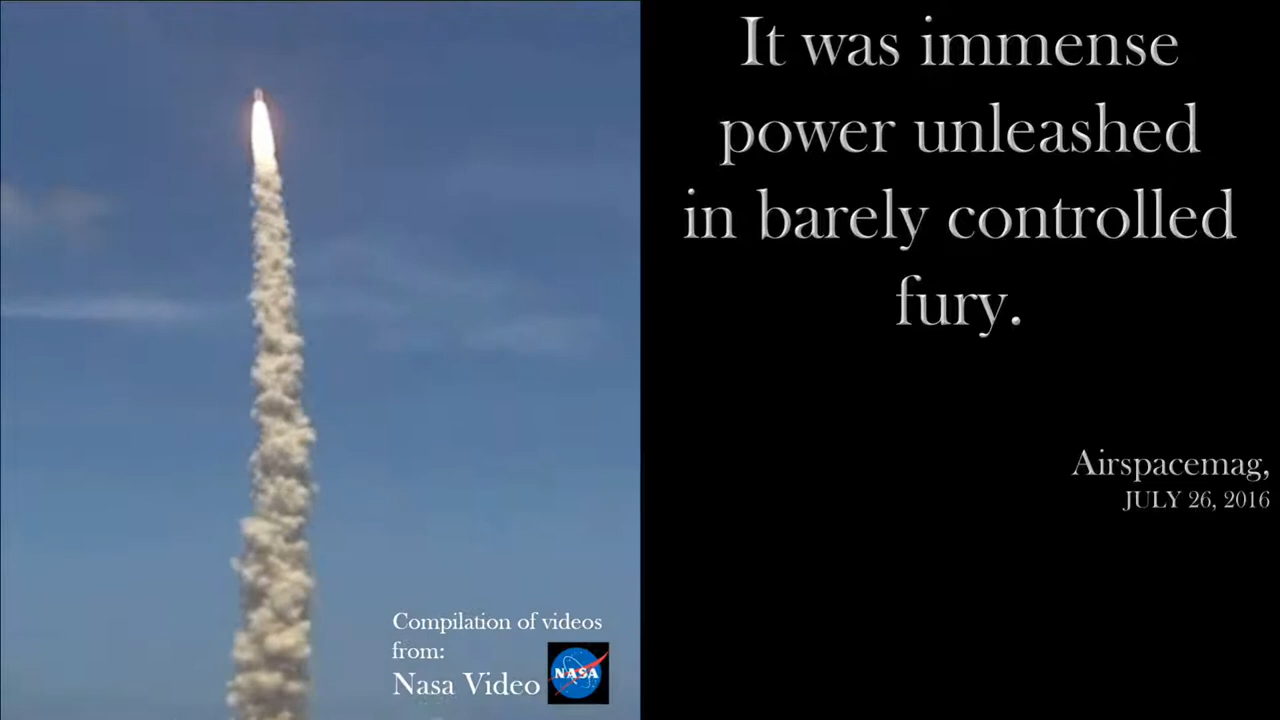 It was immense
power unleashed
in barely controlled
fury.
Airspacemag,
JULY 26, 2016
Compilation of videos
from:
Nasa Video
NASA